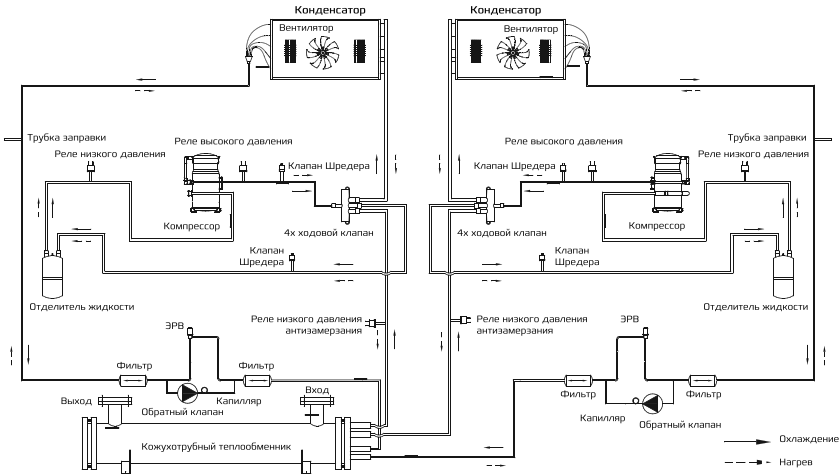 Конденсатор
Конденсатор
Вентилятор
Вентилятор
Трубка заправки
Трубка заправки
Реле высокого давления
Реле высокого давления
Реле низкого давления
Клапан Шредера
Клапан Шредера
Реле низкого давления
Компрессор
4х ходовой клапан
4х ходовой клапан
Компрессор
Клапан
Шредера
Клапан
Шредера
Отделитель жидкости
Отделитель жидкости
ЭРВ
Реле низкого давления
антизамерзания
Реле низкого давления
антизамерзания
ЭРВ
Фильтр
Фильтр
Фильтр
Фильтр
Выход
Капилляр
Вход
Обратный клапан
Капилляр
Обратный клапан
Кожухотрубный теплообменник
Охлаждение
Нагрев